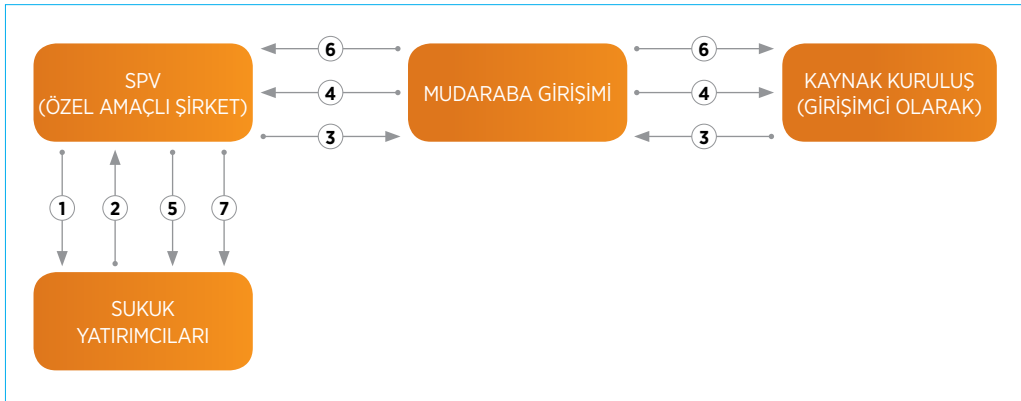 SPV
(ÖZEL AMAÇLI ŞİRKET)
6
4
3
MUDARABA GİRİŞİMİ
6
4
3
KAYNAK KURULUŞ
(GİRİŞİMCİ OLARAK)
1
2
5
7
SUKUK
YATIRIMCILARI